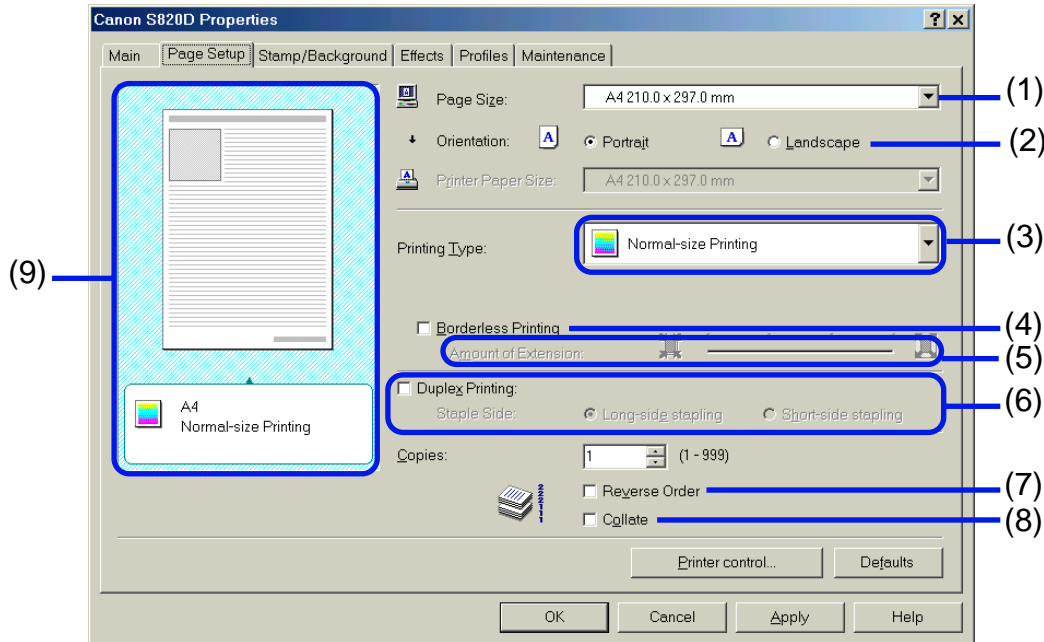 Canon S820D Properties
? x
Main Page Setup Stamp/Background Effects Profiles Maintenance
Page Size: A4 210.0 x 297.0 mm (1)
Orientation: A Portrait A Landscape (2)
Printer Paper Size: A4 210.0 x 297.0 mm
Printing Type: Normal-size Printing (3)
(9)
Borderless Printing (4)
Amount of Extension: (5)
Duplex Printing: (6)
Staple Side: Long-side stapling Short-side stapling
A4
Normal-size Printing
Copies: 1 (1 - 999)
Reverse Order (7)
Collate (8)
Printer control... Defaults
OK Cancel Apply Help